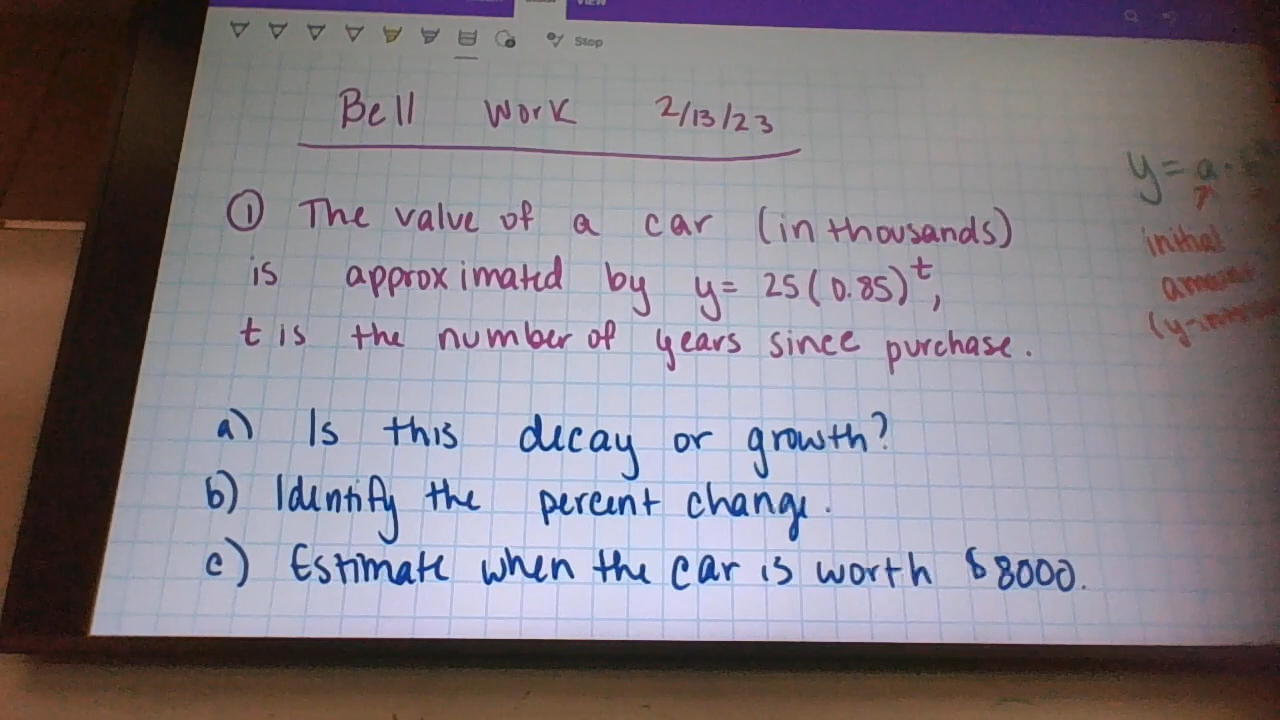 VIEW
Stop
Bell Work 2/13/23
① The value of a car (in thousands)
is approximated by y= 25(0.85)^t,
t is the number of years since purchase.
a) Is this decay or growth?
b) Identify the percent change.
c) Estimate when the car is worth $8000.
y= a·
initial